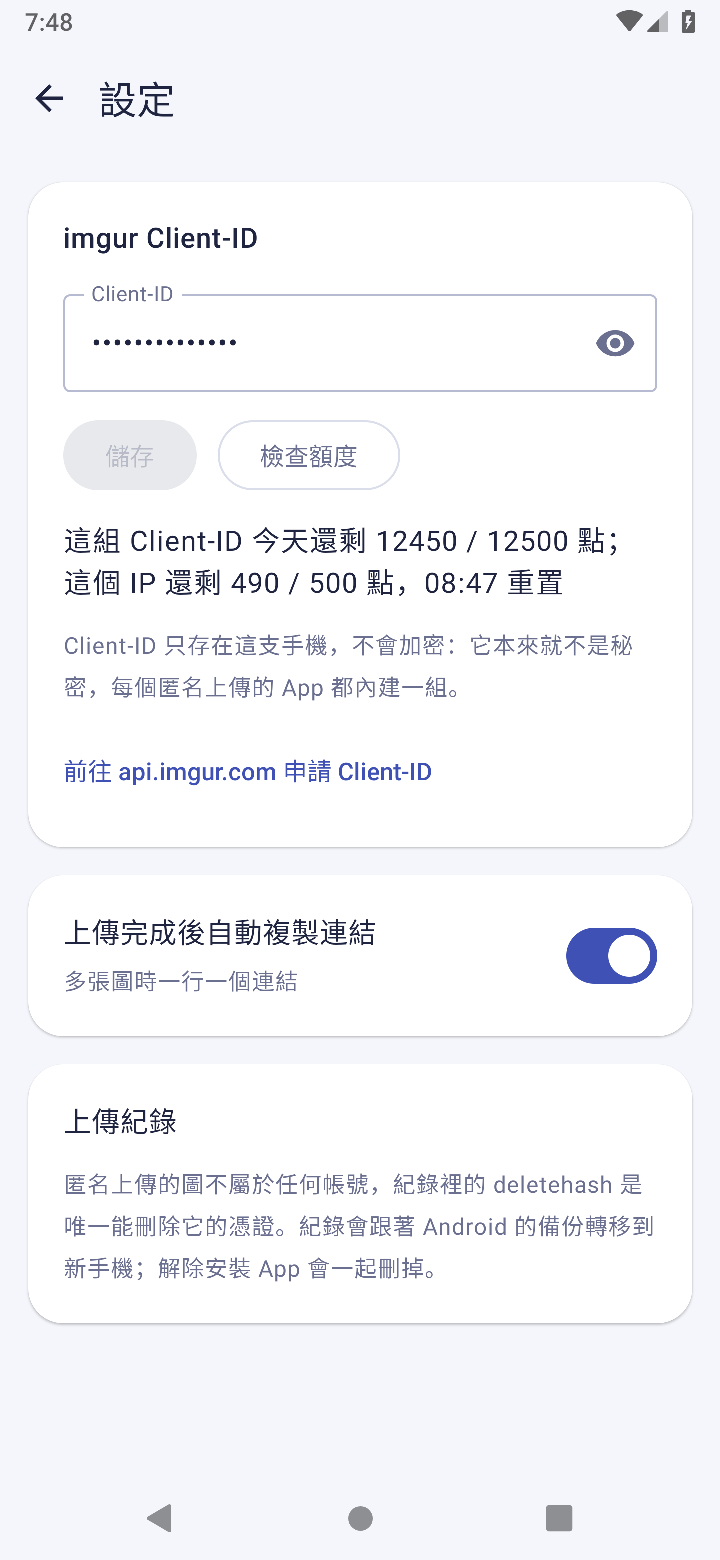 7:48
設定
imgur Client-ID
Client-ID
••••••••••••••
儲存
檢查額度
這組 Client-ID 今天還剩 12450 / 12500 點；
這個 IP 還剩 490 / 500 點，08:47 重置
Client-ID 只存在這支手機，不會加密：它本來就不是秘
密，每個匿名上傳的 App 都內建一組。
前往 api.imgur.com 申請 Client-ID
上傳完成後自動複製連結
多張圖時一行一個連結
上傳紀錄
匿名上傳的圖不屬於任何帳號，紀錄裡的 deletehash 是
唯一能刪除它的憑證。紀錄會跟著 Android 的備份轉移到
新手機；解除安裝 App 會一起刪掉。